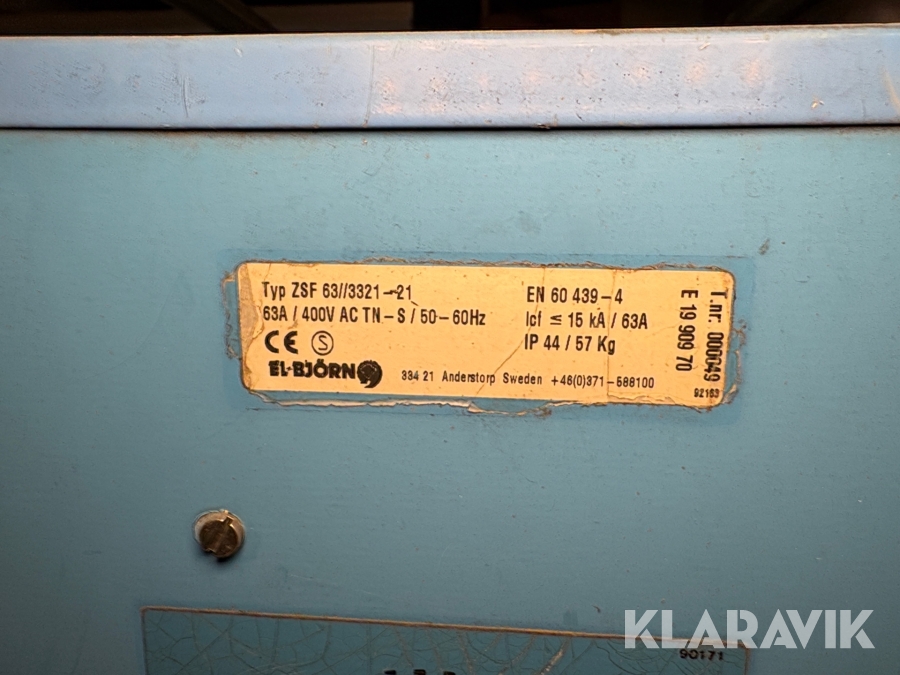 Typ ZSF 63//3321-21
63A / 400V AC TN-S / 50-60Hz
CE S
EL-BJÖRN
334 21 Anderstorp Sweden +46(0)371-588100
EN 60 439-4
Icf ≤ 15 kA / 63A
IP 44 / 57 Kg
T.nr. 000049
E 19 909 70
92163
90171
KLARAVIK